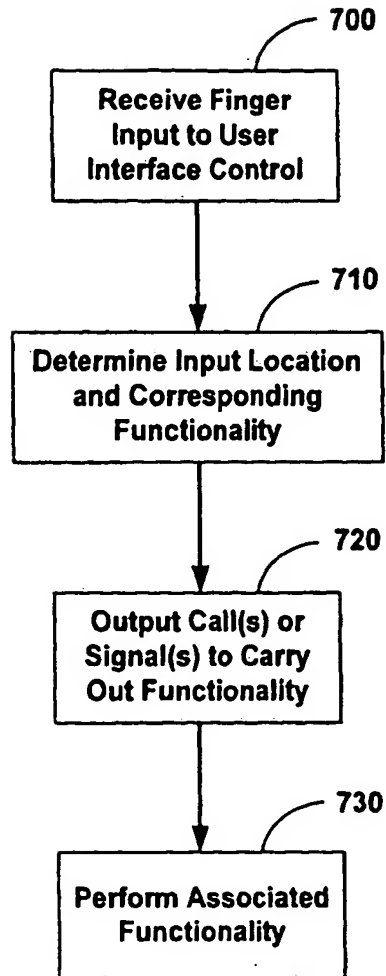 700
Receive Finger
Input to User
Interface Control
710
Determine Input Location
and Corresponding
Functionality
720
Output Call(s) or
Signal(s) to Carry
Out Functionality
730
Perform Associated
Functionality